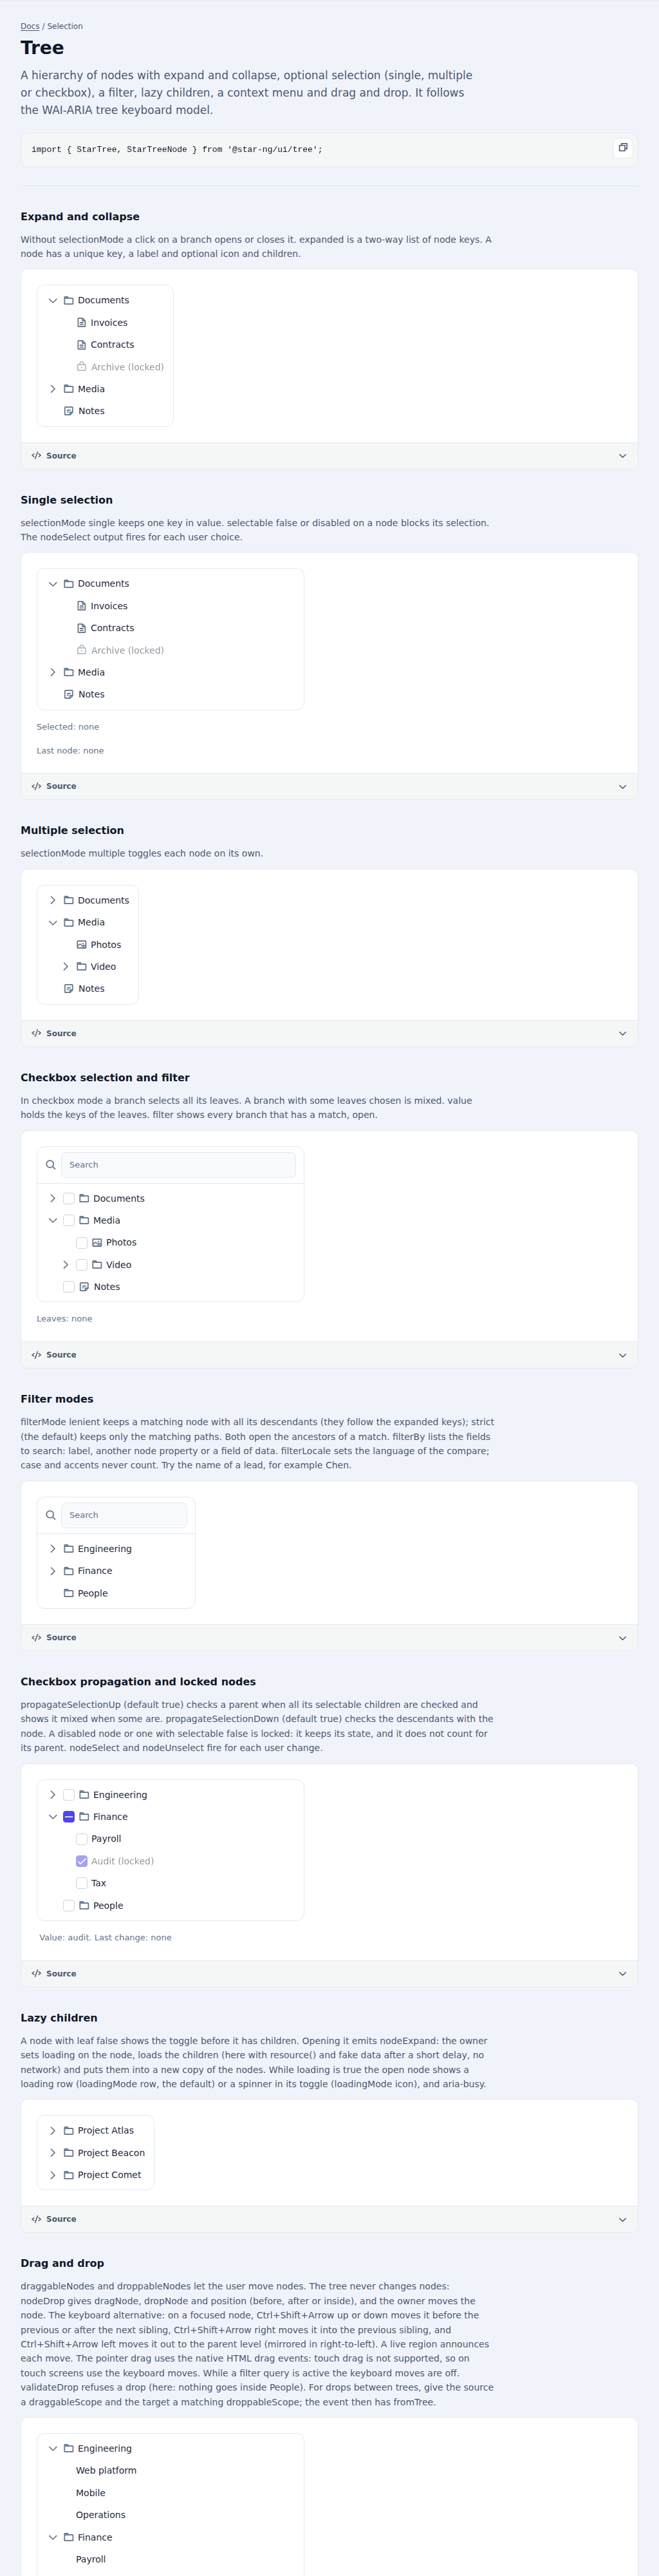 Docs / Selection
Tree
A hierarchy of nodes with expand and collapse, optional selection (single, multiple
or checkbox), a filter, lazy children, a context menu and drag and drop. It follows
the WAI-ARIA tree keyboard model.
import { StarTree, StarTreeNode } from '@star-ng/ui/tree';
Expand and collapse
Without selectionMode a click on a branch opens or closes it. expanded is a two-way list of node keys. A
node has a unique key, a label and optional icon and children.
Documents
Invoices
Contracts
Archive (locked)
Media
Notes
Source
Single selection
selectionMode single keeps one key in value. selectable false or disabled on a node blocks its selection.
The nodeSelect output fires for each user choice.
Documents
Invoices
Contracts
Archive (locked)
Media
Notes
Selected: none
Last node: none
Source
Multiple selection
selectionMode multiple toggles each node on its own.
Documents
Media
Photos
Video
Notes
Source
Checkbox selection and filter
In checkbox mode a branch selects all its leaves. A branch with some leaves chosen is mixed. value
holds the keys of the leaves. filter shows every branch that has a match, open.
Search
Documents
Media
Photos
Video
Notes
Leaves: none
Source
Filter modes
filterMode lenient keeps a matching node with all its descendants (they follow the expanded keys); strict
(the default) keeps only the matching paths. Both open the ancestors of a match. filterBy lists the fields
to search: label, another node property or a field of data. filterLocale sets the language of the compare;
case and accents never count. Try the name of a lead, for example Chen.
Search
Engineering
Finance
People
Source
Checkbox propagation and locked nodes
propagateSelectionUp (default true) checks a parent when all its selectable children are checked and
shows it mixed when some are. propagateSelectionDown (default true) checks the descendants with the
node. A disabled node or one with selectable false is locked: it keeps its state, and it does not count for
its parent. nodeSelect and nodeUnselect fire for each user change.
Engineering
Finance
Payroll
Audit (locked)
Tax
People
Value: audit. Last change: none
Source
Lazy children
A node with leaf false shows the toggle before it has children. Opening it emits nodeExpand: the owner
sets loading on the node, loads the children (here with resource() and fake data after a short delay, no
network) and puts them into a new copy of the nodes. While loading is true the open node shows a
loading row (loadingMode row, the default) or a spinner in its toggle (loadingMode icon), and aria-busy.
Project Atlas
Project Beacon
Project Comet
Source
Drag and drop
draggableNodes and droppableNodes let the user move nodes. The tree never changes nodes:
nodeDrop gives dragNode, dropNode and position (before, after or inside), and the owner moves the
node. The keyboard alternative: on a focused node, Ctrl+Shift+Arrow up or down moves it before the
previous or after the next sibling, Ctrl+Shift+Arrow right moves it into the previous sibling, and
Ctrl+Shift+Arrow left moves it out to the parent level (mirrored in right-to-left). A live region announces
each move. The pointer drag uses the native HTML drag events: touch drag is not supported, so on
touch screens use the keyboard moves. While a filter query is active the keyboard moves are off.
validateDrop refuses a drop (here: nothing goes inside People). For drops between trees, give the source
a draggableScope and the target a matching droppableScope; the event then has fromTree.
Engineering
Web platform
Mobile
Operations
Finance
Payroll